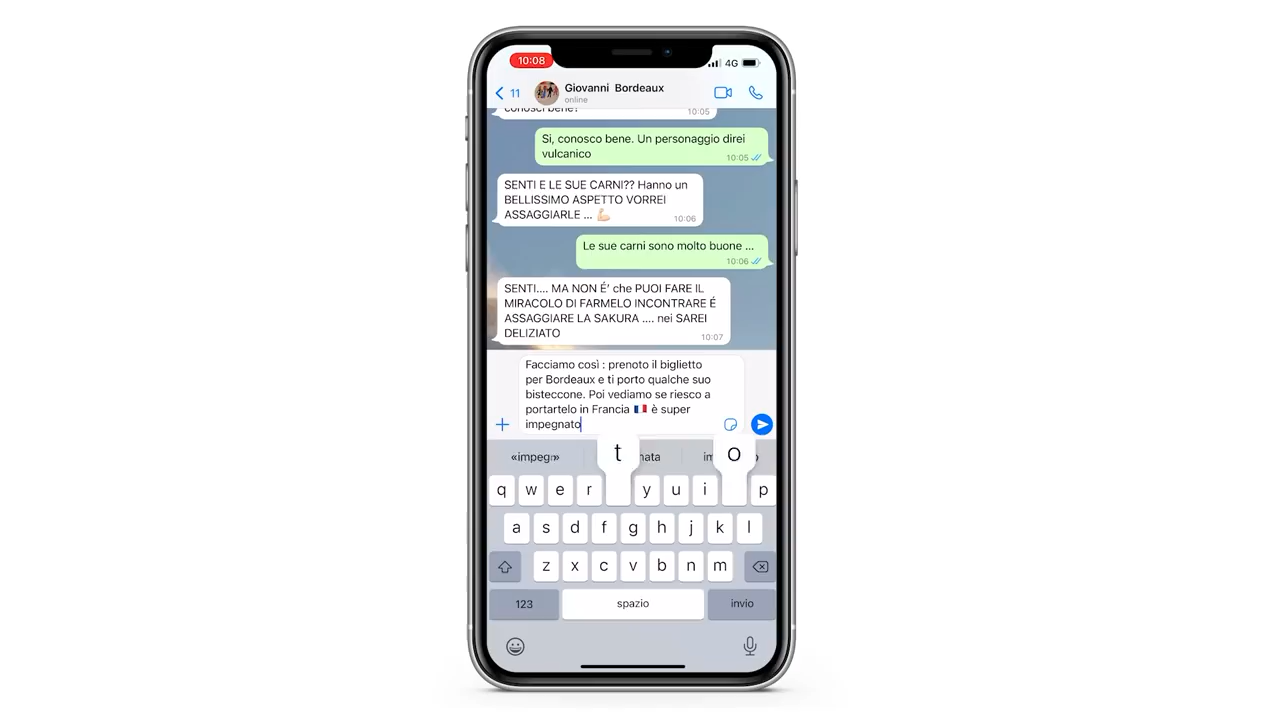 10:08
4G
11
Giovanni Bordeaux
online
conosci bene?
10:05
Si, conosco bene. Un personaggio direi
vulcanico
10:05
SENTI E LE SUE CARNI?? Hanno un
BELLISSIMO ASPETTO VORREI
ASSAGGIARLE ... 💪🏻
10:06
Le sue carni sono molto buone ...
10:06
SENTI.... MA NON É' che PUOI FARE IL
MIRACOLO DI FARMELO INCONTRARE É
ASSAGGIARE LA SAKURA .... nei SAREI
DELIZIATO
10:07
Facciamo così : prenoto il biglietto
per Bordeaux e ti porto qualche suo
bisteccone. Poi vediamo se riesco a
portartelo in Francia 🇫🇷 è super
impegnato
t o
q w e r y u i p
a s d f g h j k l
z x c v b n m
123 spazio invio